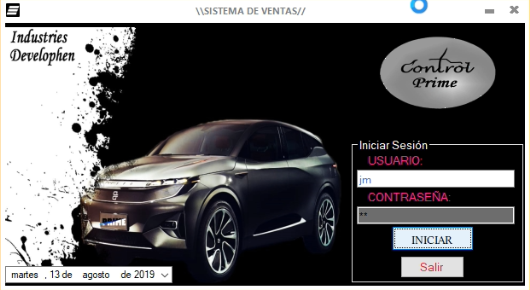 \\SISTEMA DE VENTAS//
Industries
Develophen
Control
Prime
Iniciar Sesión
USUARIO:
jm
CONTRASEÑA:
**
INICIAR
Salir
PRIME
martes , 13 de agosto de 2019